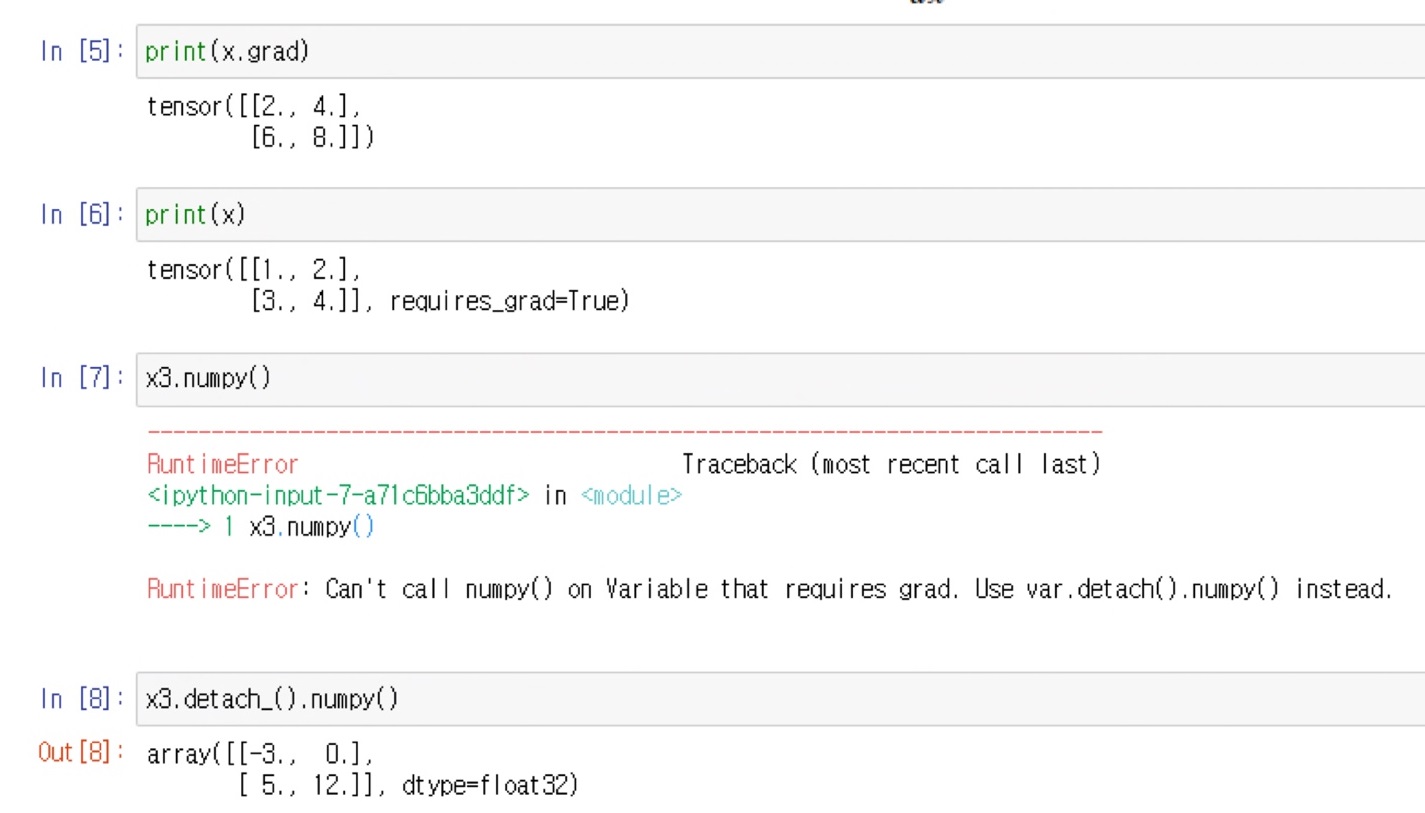 In [5]: print(x.grad)
tensor([[2., 4.],
        [6., 8.]])
In [6]: print(x)
tensor([[1., 2.],
        [3., 4.]], requires_grad=True)
In [7]: x3.numpy()
---------------------------------------------------------------------------
RuntimeError                              Traceback (most recent call last)
<ipython-input-7-a71c6bba3ddf> in <module>
----> 1 x3.numpy()
RuntimeError: Can't call numpy() on Variable that requires grad. Use var.detach().numpy() instead.
In [8]: x3.detach_().numpy()
Out[8]: array([[-3.,  0.],
       [ 5., 12.]], dtype=float32)